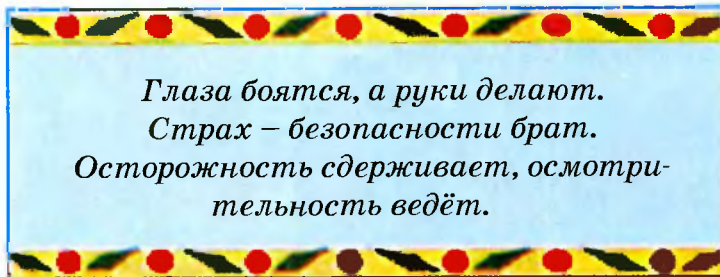 Глаза боятся, а руки делают.
Страх – безопасности брат.
Осторожность сдерживает, осмотри-
тельность ведёт.